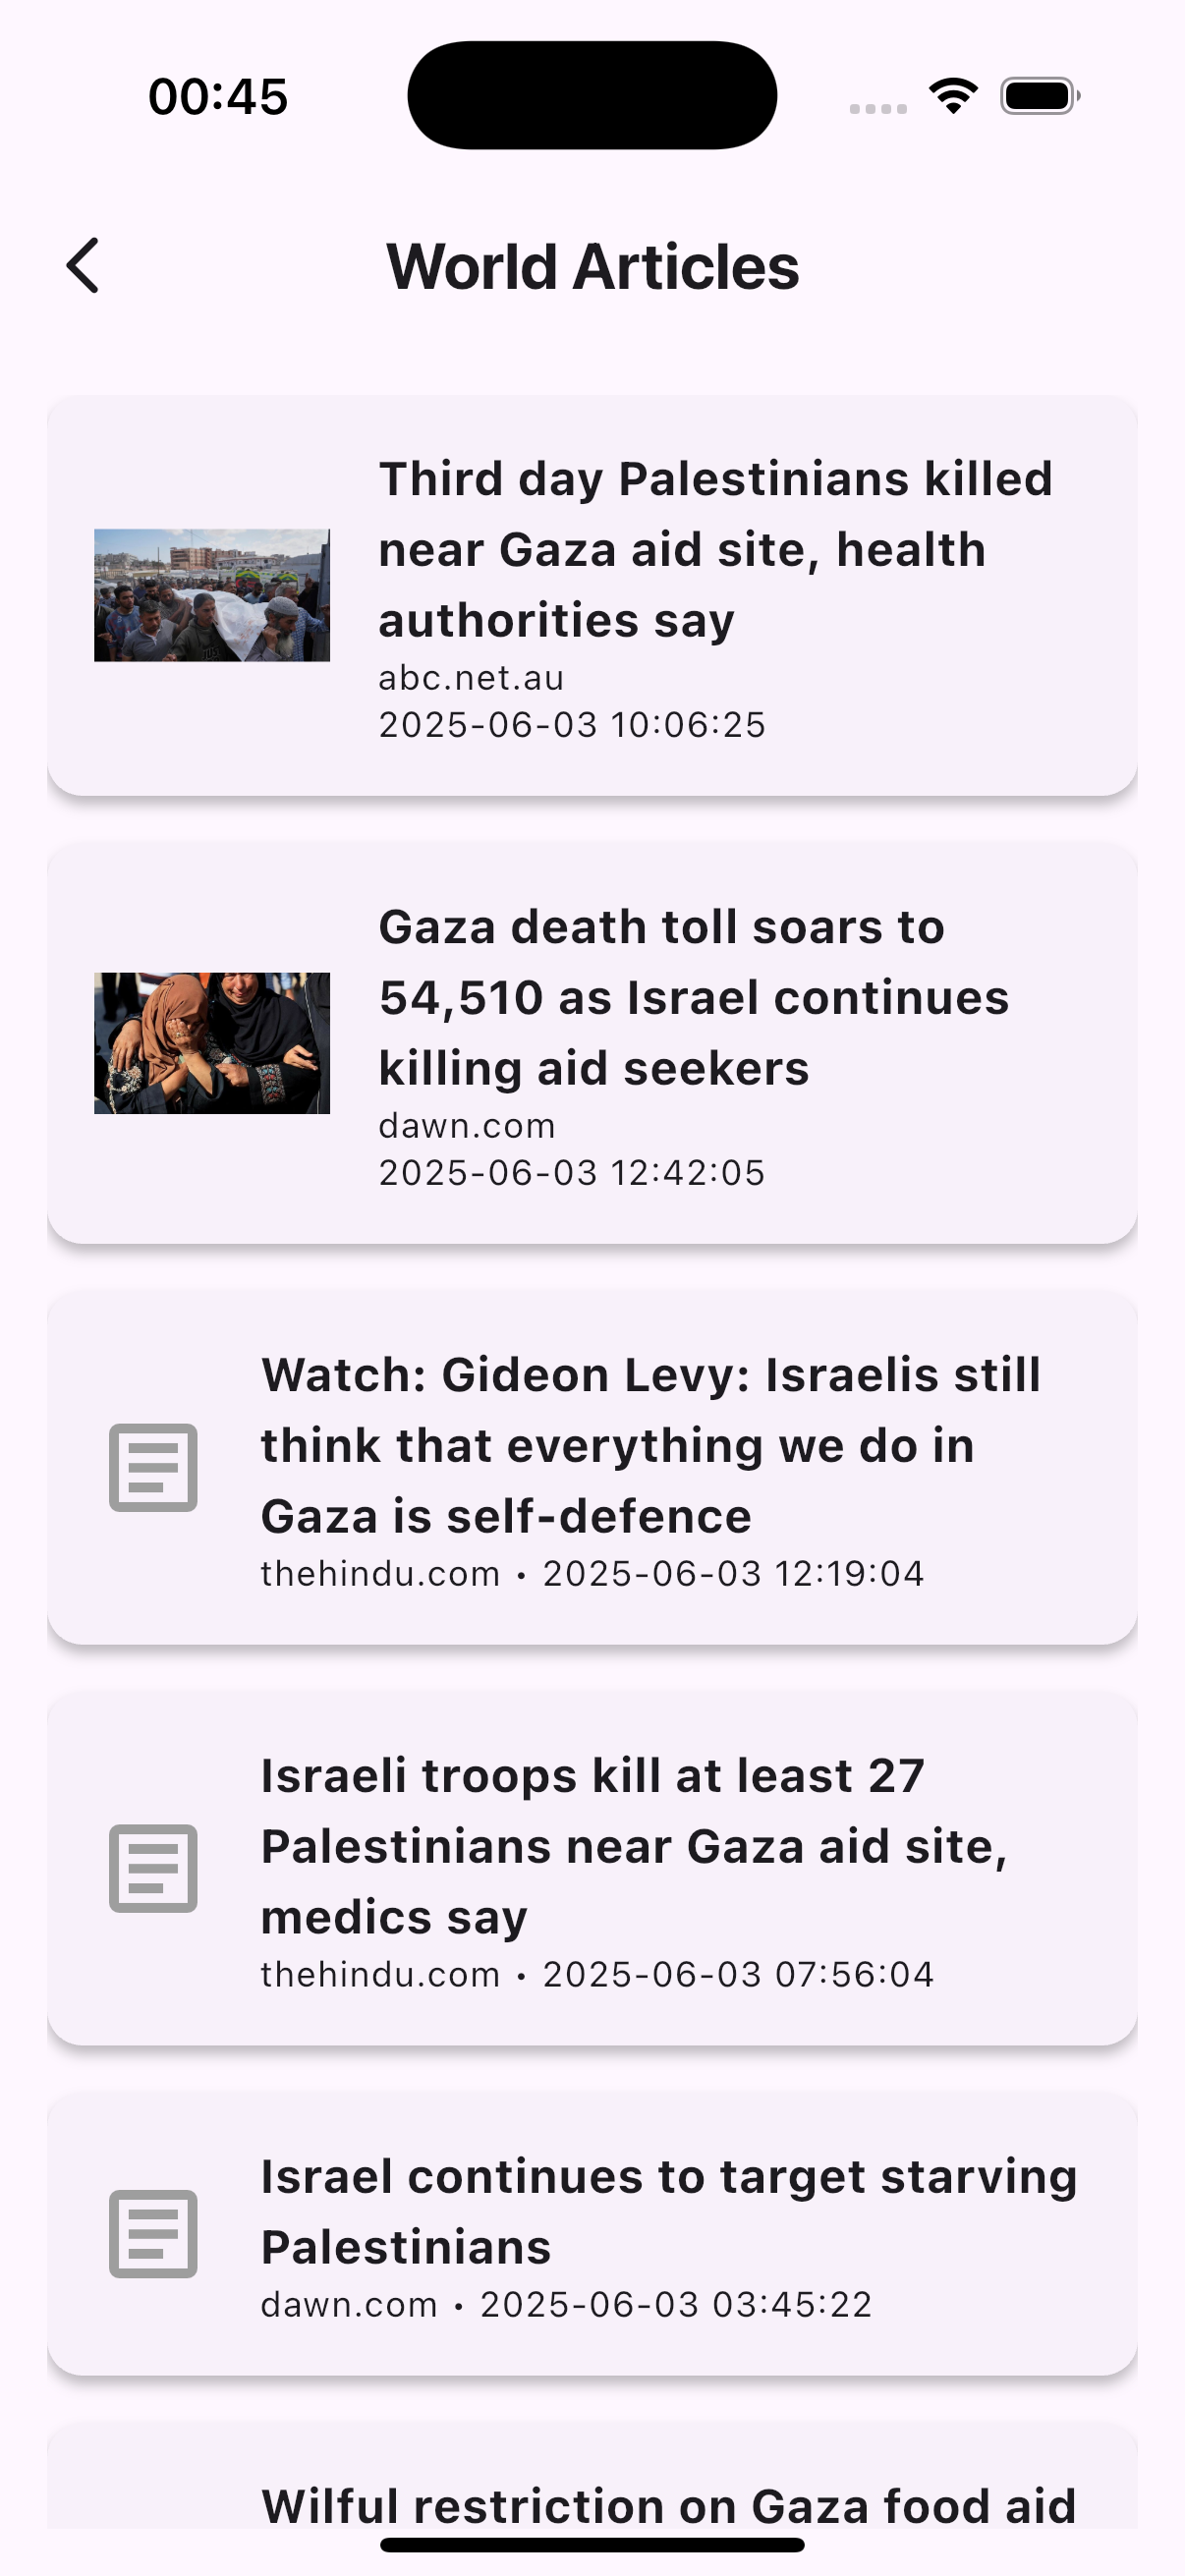 00:45
World Articles
Third day Palestinians killed
near Gaza aid site, health
authorities say
abc.net.au
2025-06-03 10:06:25
Gaza death toll soars to
54,510 as Israel continues
killing aid seekers
dawn.com
2025-06-03 12:42:05
Watch: Gideon Levy: Israelis still
think that everything we do in
Gaza is self-defence
thehindu.com • 2025-06-03 12:19:04
Israeli troops kill at least 27
Palestinians near Gaza aid site,
medics say
thehindu.com • 2025-06-03 07:56:04
Israel continues to target starving
Palestinians
dawn.com • 2025-06-03 03:45:22
Wilful restriction on Gaza food aid